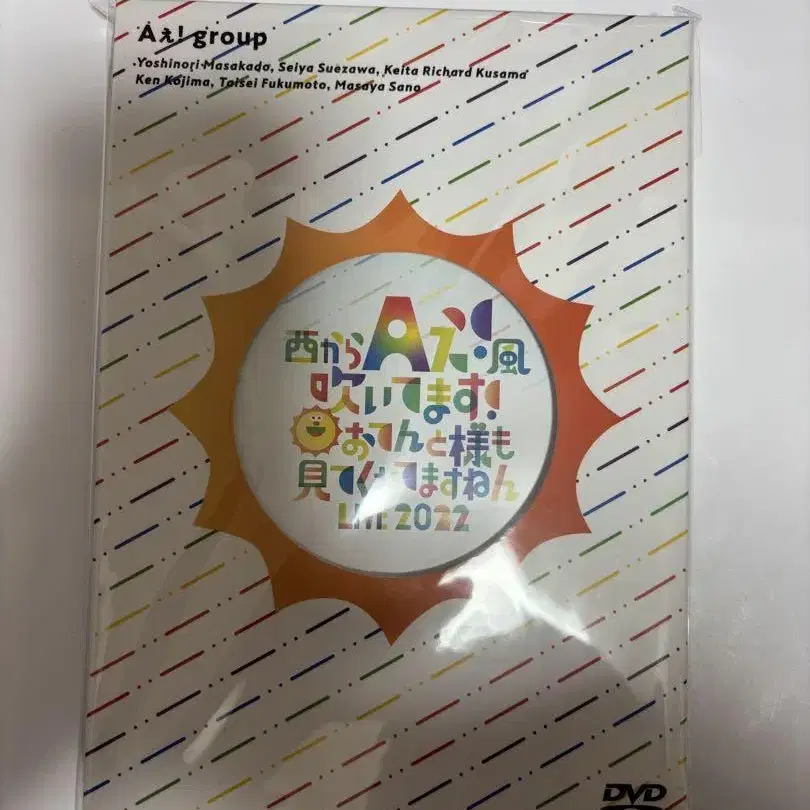 Aぇ! group
Yoshinori Masakado, Seiya Suezawa, Keita Richard Kusama
Ken Kojima, Taisei Fukumoto, Masaya Sano
西からAえ!風
吹いてます!
おてんと様も
見てくれてますねん
LIVE 2022
DVD